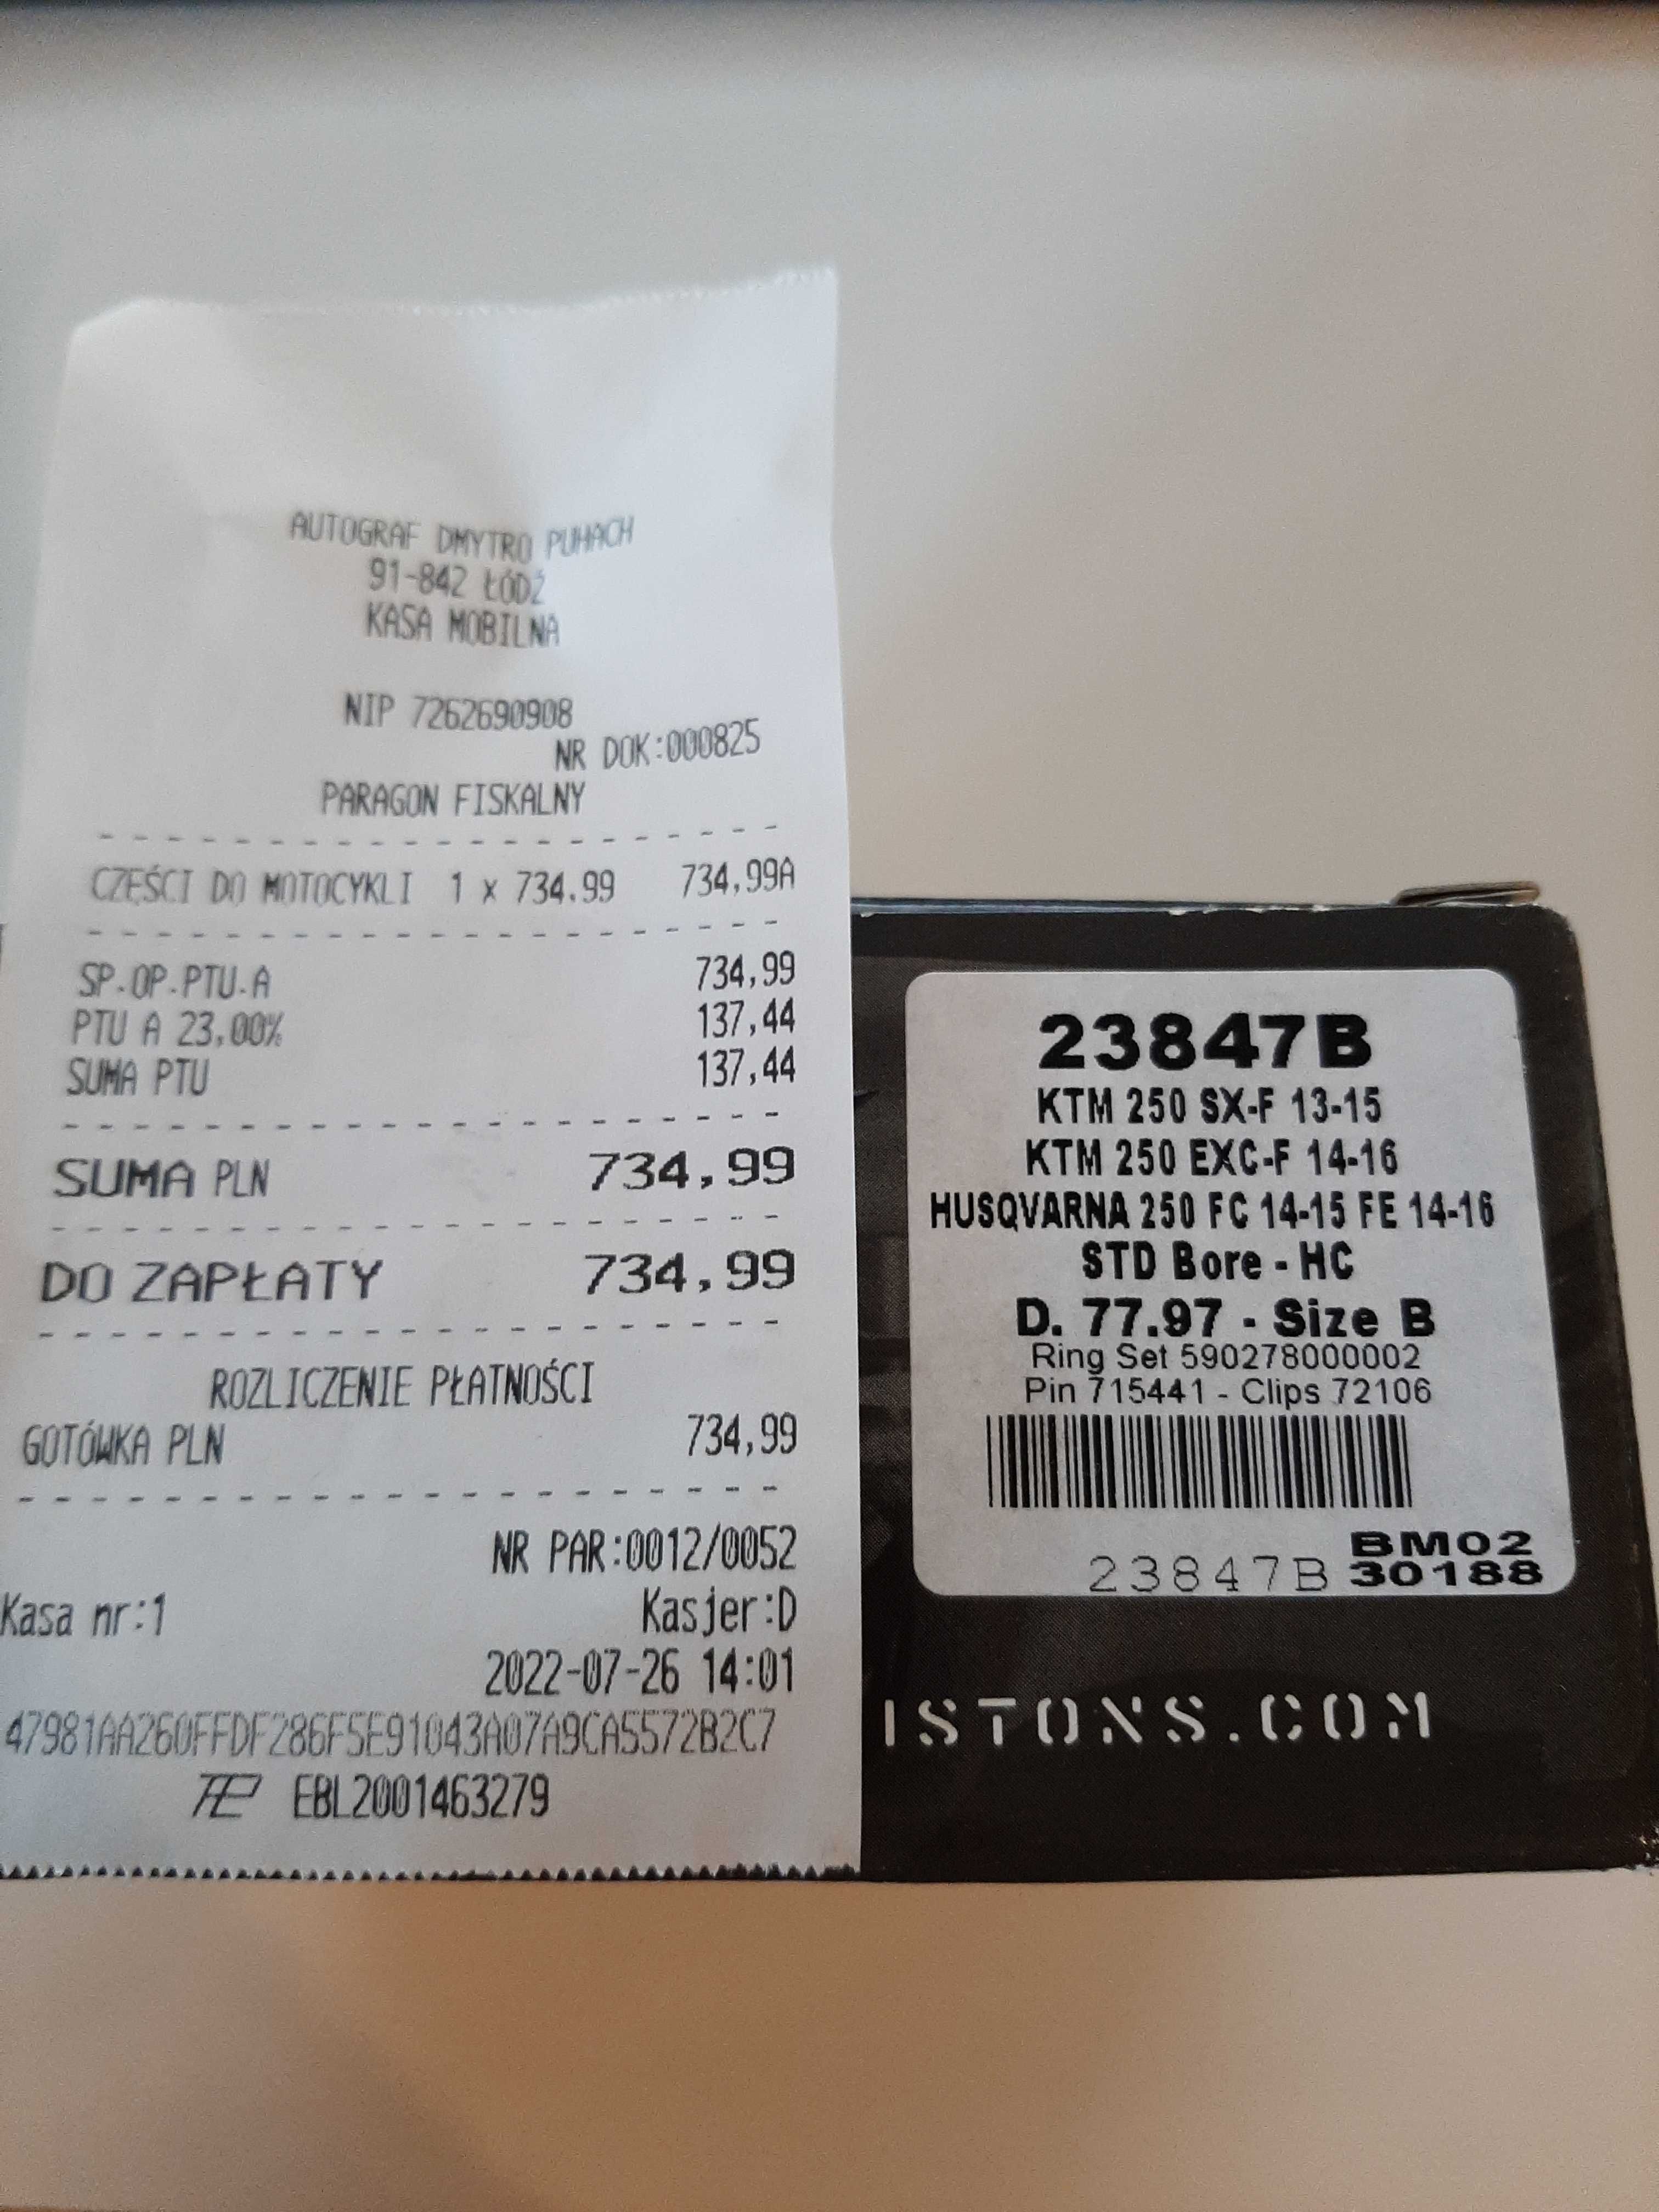 AUTOGRAF DMYTRO PUHACH
91-842 ŁÓDŹ
KASA MOBILNA
NIP 7262690908
NR DOK:000825
PARAGON FISKALNY
CZĘŚCI DO MOTOCYKLI 1 x 734.99 734,99A
SP.OP.PTU.A 734,99
PTU A 23,00% 137,44
SUMA PTU 137,44
SUMA PLN 734,99
DO ZAPŁATY 734,99
ROZLICZENIE PŁATNOŚCI
GOTÓWKA PLN 734,99
NR PAR:0012/0052
Kasa nr:1 Kasjer:D
2022-07-26 14:01
47981AA260FFDF286F5E91043A07A9CA5572B2C7
EBL2001463279
23847B
KTM 250 SX-F 13-15
KTM 250 EXC-F 14-16
HUSQVARNA 250 FC 14-15 FE 14-16
STD Bore - HC
D. 77.97 - Size B
Ring Set 590278000002
Pin 715441 - Clips 72106
23847B BM02
30188
ISTONS.COM